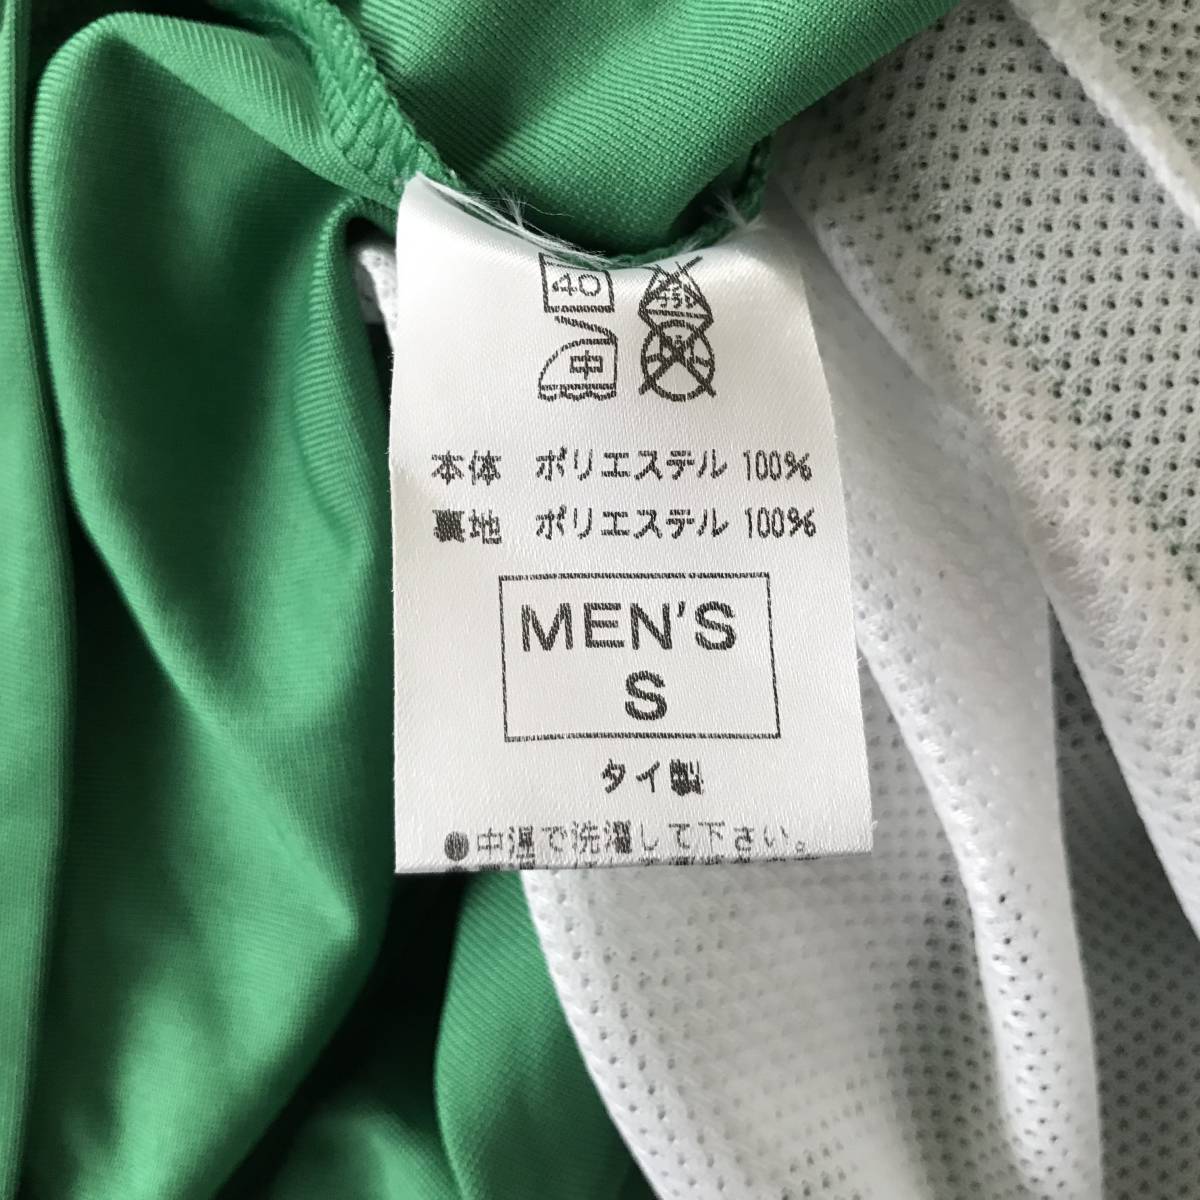 40
中
本体 ポリエステル 100%
裏地 ポリエステル 100%
MEN'S
S
タイ製
●中温で洗濯して下さい。